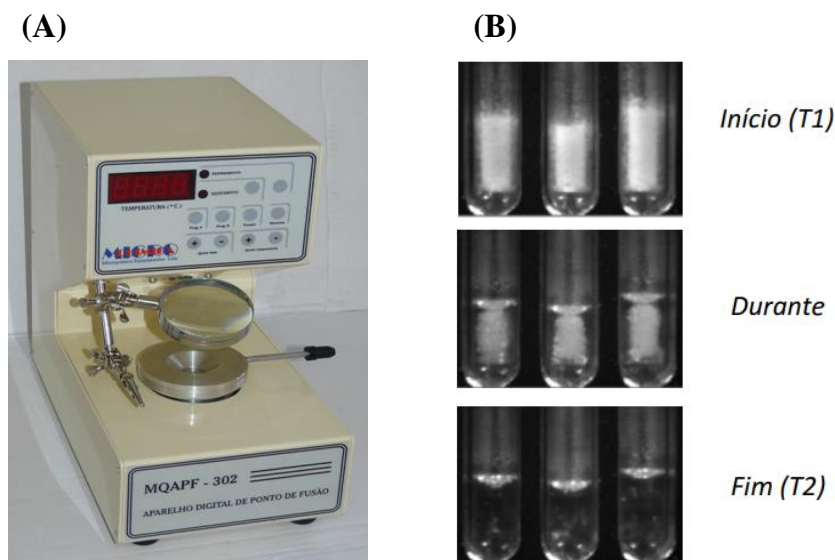 (A)
(B)
TEMPERATURA (°C)
MQAPF - 302
APARELHO DIGITAL DE PONTO DE FUSÃO
Início (T1)
Durante
Fim (T2)